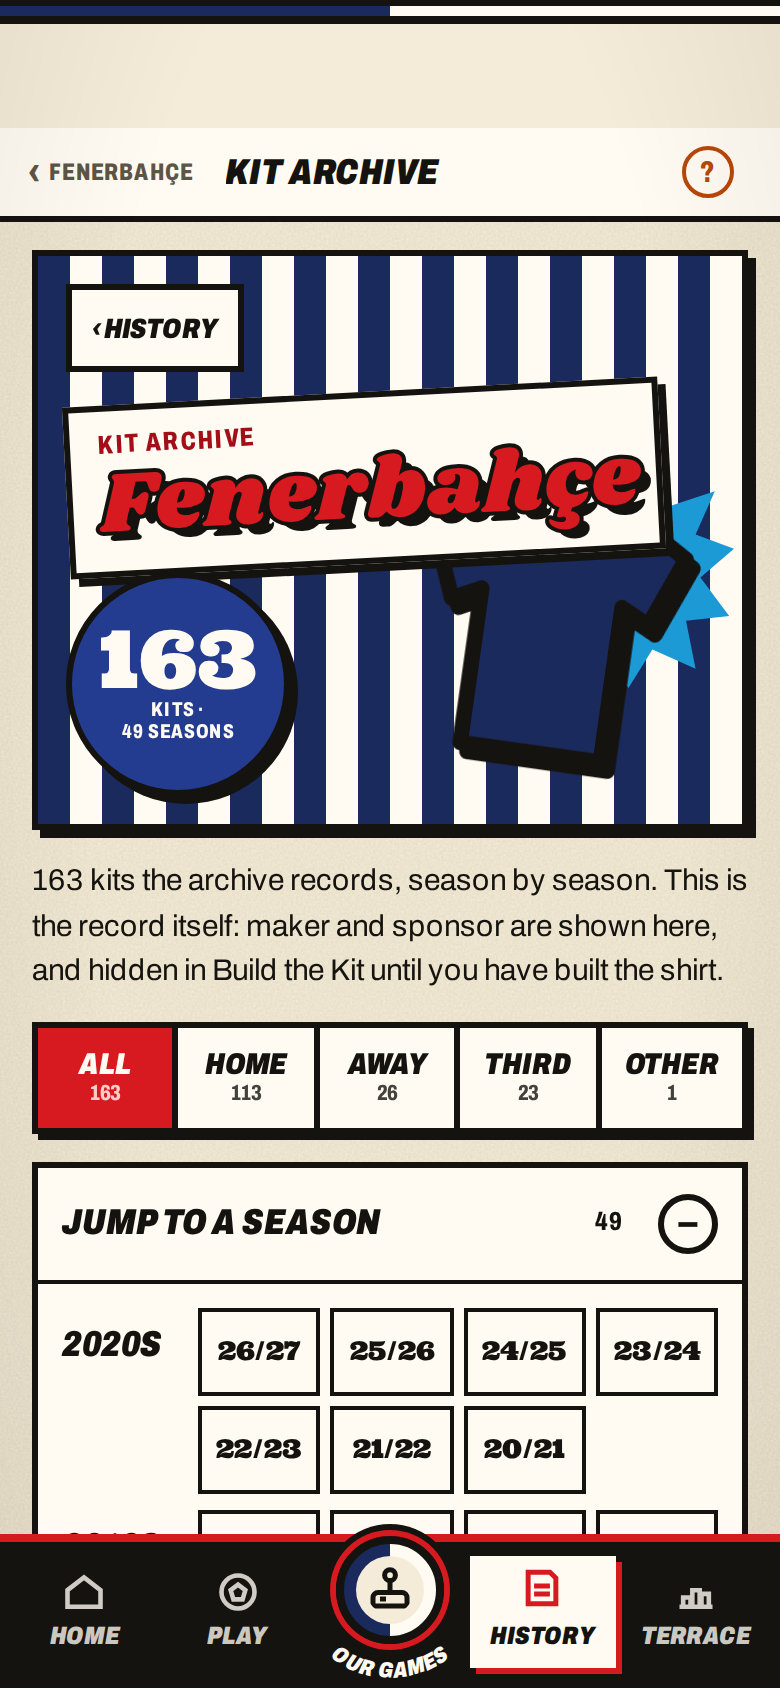 ‹ FENERBAHÇE KIT ARCHIVE ?
‹HISTORY
KIT ARCHIVE
Fenerbahçe
163
KITS ·
49 SEASONS
163 kits the archive records, season by season. This is
the record itself: maker and sponsor are shown here,
and hidden in Build the Kit until you have built the shirt.
ALL HOME AWAY THIRD OTHER
163 113 26 23 1
JUMP TO A SEASON 49 −
2020S 26/27 25/26 24/25 23/24
22/23 21/22 20/21
HOME PLAY OUR GAMES HISTORY TERRACE